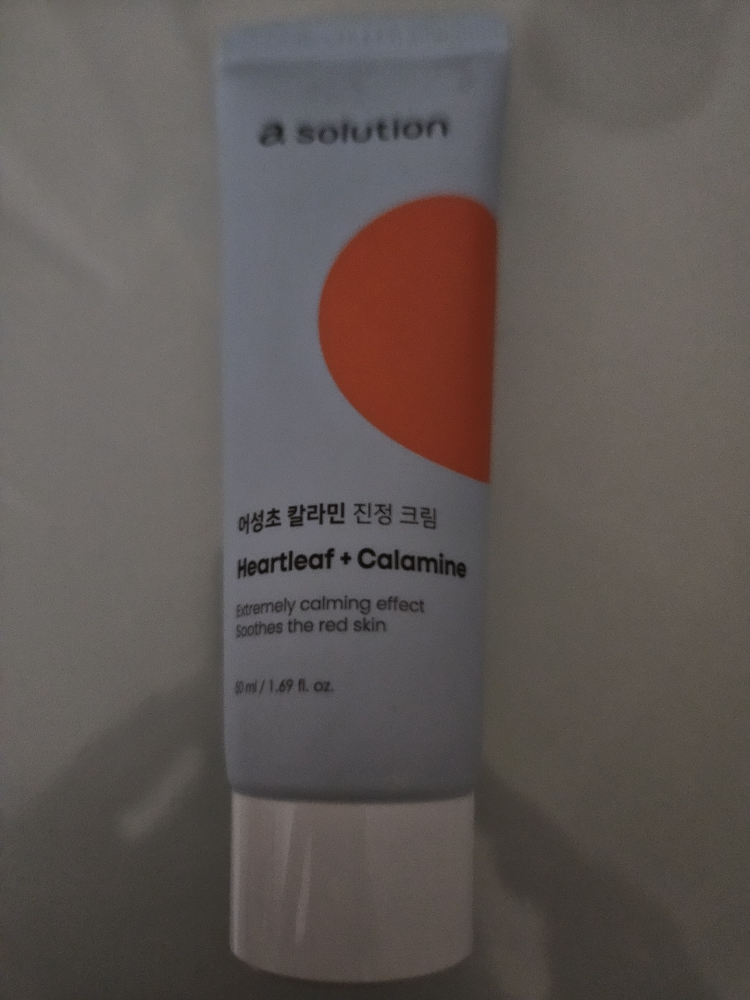 a solution
어성초 칼라민 진정 크림
Heartleaf + Calamine
Extremely calming effect
Soothes the red skin
50 ml / 1.69 fl. oz.